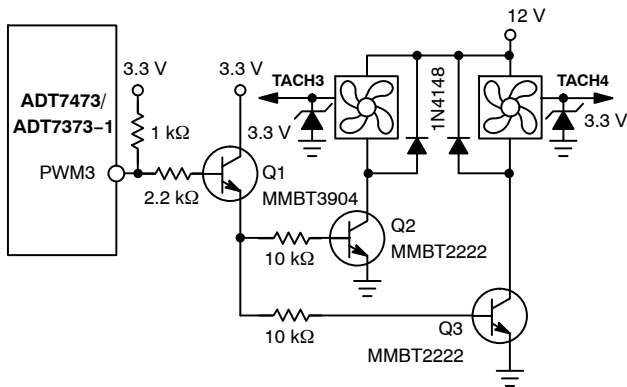 12 V
3.3 V
3.3 V
TACH3
TACH4
1N4148
ADT7473/
ADT7373–1
3.3 V
3.3 V
1 kΩ
PWM3
Q1
2.2 kΩ
MMBT3904
Q2
10 kΩ
MMBT2222
Q3
10 kΩ
MMBT2222